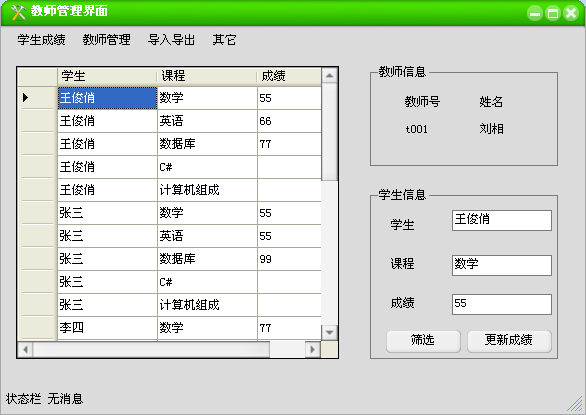 教师管理界面
学生成绩 教师管理 导入导出 其它
学生 课程 成绩
王俊俏 数学 55
王俊俏 英语 66
王俊俏 数据库 77
王俊俏 C#
王俊俏 计算机组成
张三 数学 55
张三 英语 55
张三 数据库 99
张三 C#
张三 计算机组成
李四 数学 77
教师信息
教师号 姓名
t001 刘相
学生信息
学生 王俊俏
课程 数学
成绩 55
筛选 更新成绩
状态栏 无消息